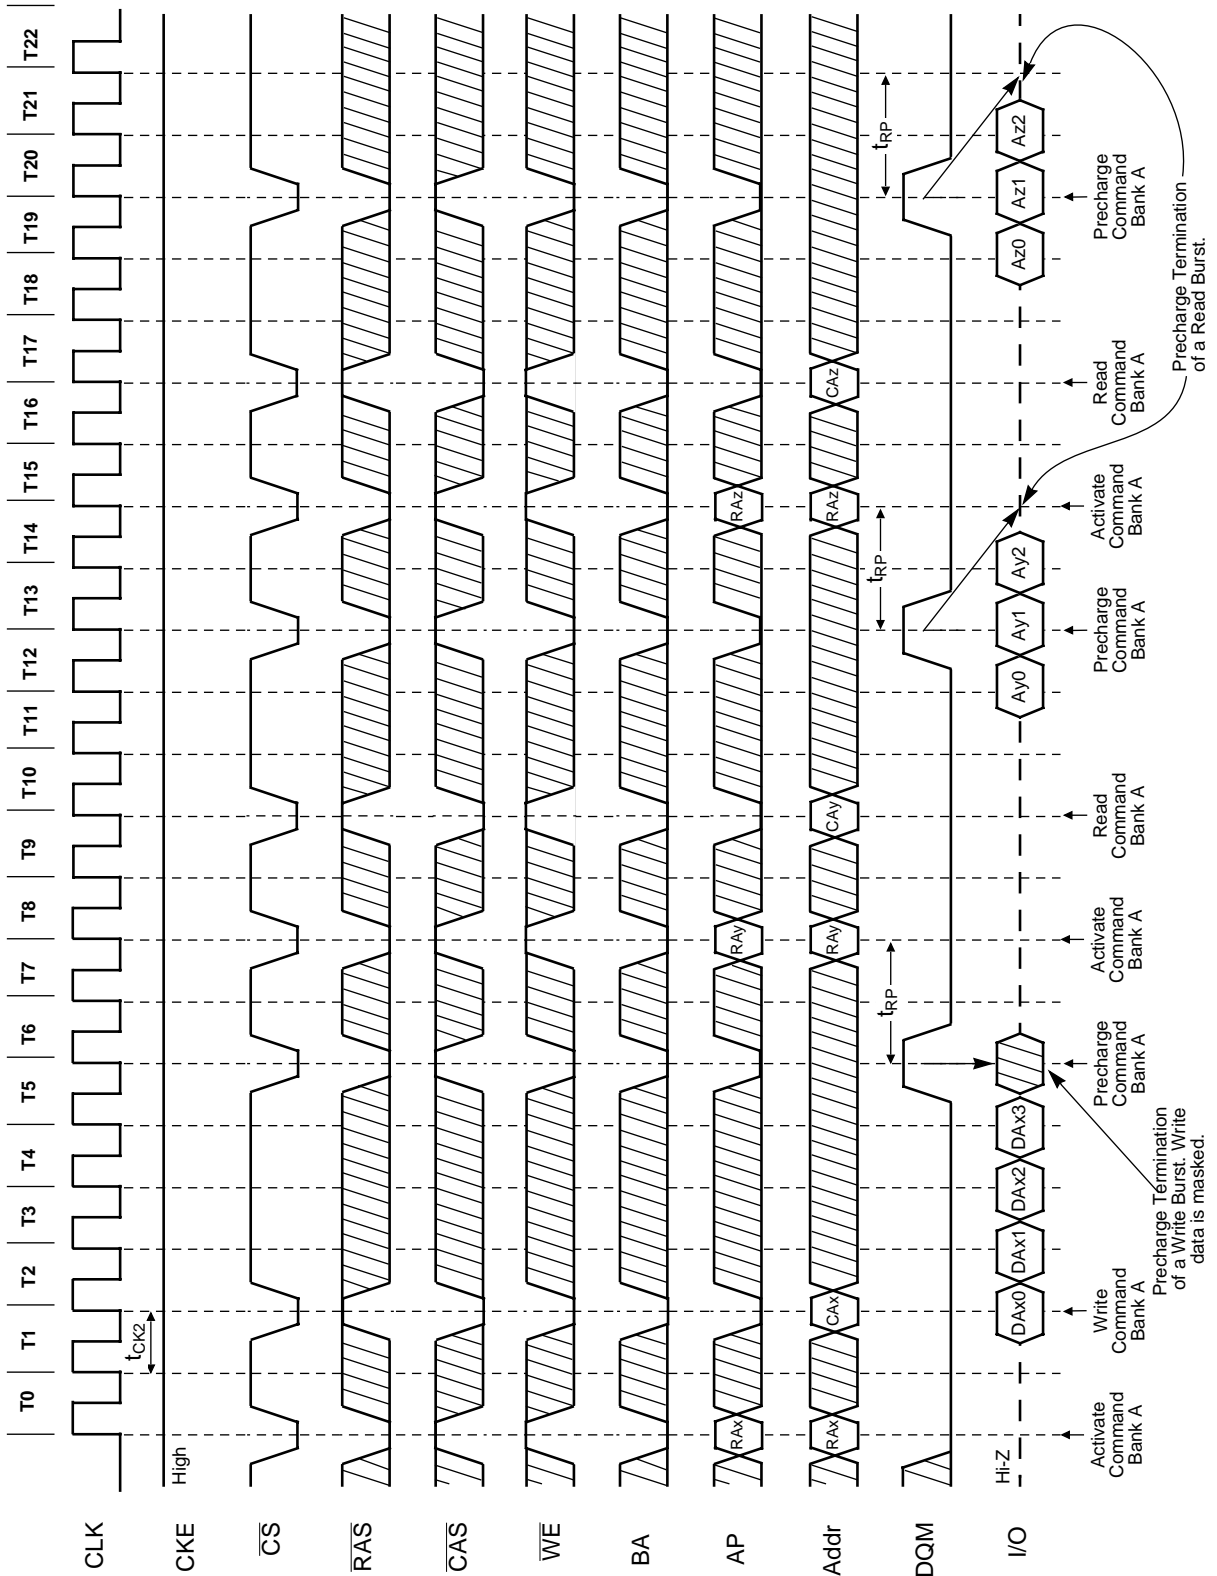 T0 T1 T2 T3 T4 T5 T6 T7 T8 T9 T10 T11 T12 T13 T14 T15 T16 T17 T18 T19 T20 T21 T22
CLK
tCK2
CKE
High
CS
RAS
CAS
WE
BA
AP
RAx
RAy
RAz
Addr
RAx
CAx
RAy
CAy
RAz
CAz
DQM
tRP
tRP
tRP
I/O
Hi-Z
DAx0
DAx1
DAx2
DAx3
Ay0
Ay1
Ay2
Az0
Az1
Az2
Activate
Command
Bank A
Write
Command
Bank A
Precharge
Command
Bank A
Activate
Command
Bank A
Read
Command
Bank A
Precharge
Command
Bank A
Activate
Command
Bank A
Read
Command
Bank A
Precharge
Command
Bank A
Precharge Termination
of a Write Burst. Write
data is masked.
Precharge Termination
of a Read Burst.